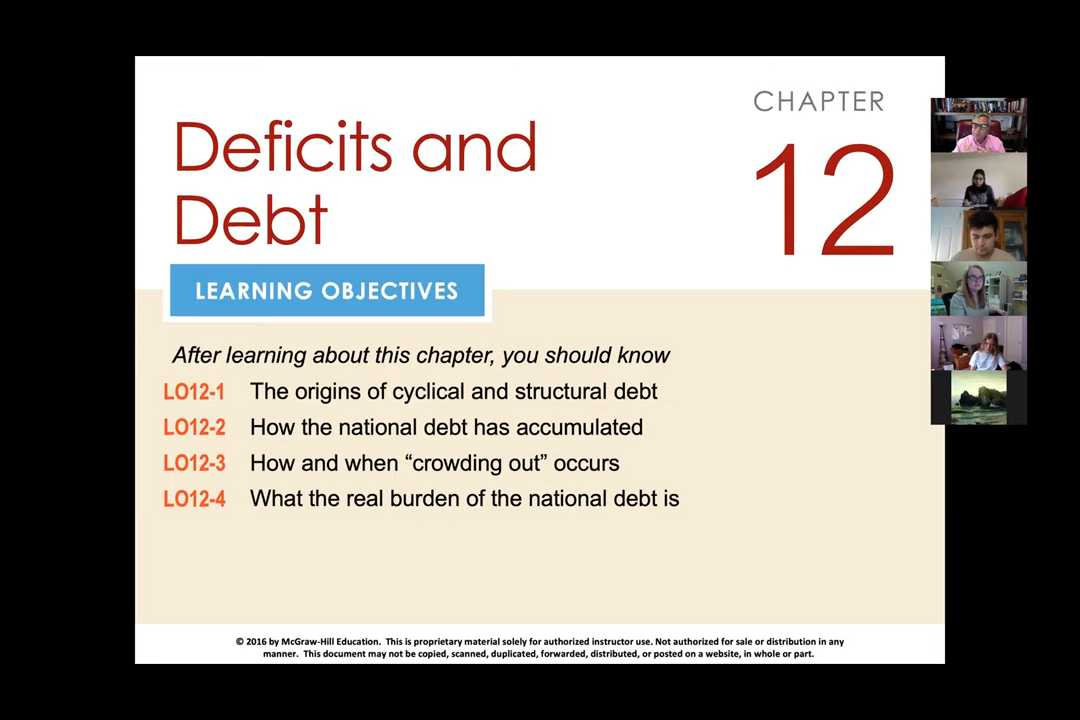 CHAPTER
12
Deficits and
Debt
LEARNING OBJECTIVES
After learning about this chapter, you should know
LO12-1 The origins of cyclical and structural debt
LO12-2 How the national debt has accumulated
LO12-3 How and when “crowding out” occurs
LO12-4 What the real burden of the national debt is
© 2016 by McGraw-Hill Education. This is proprietary material solely for authorized instructor use. Not authorized for sale or distribution in any
manner. This document may not be copied, scanned, duplicated, forwarded, distributed, or posted on a website, in whole or part.